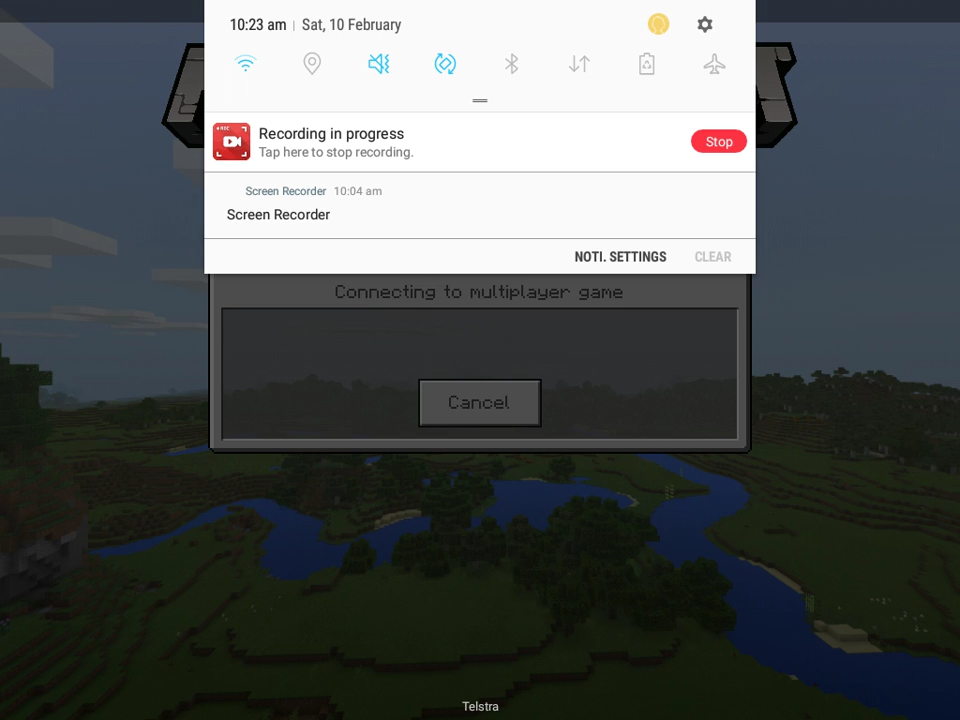 10:23 am | Sat, 10 February
REC
Recording in progress
Tap here to stop recording.
Stop
Screen Recorder 10:04 am
Screen Recorder
NOTI. SETTINGS CLEAR
Connecting to multiplayer game
Cancel
Telstra